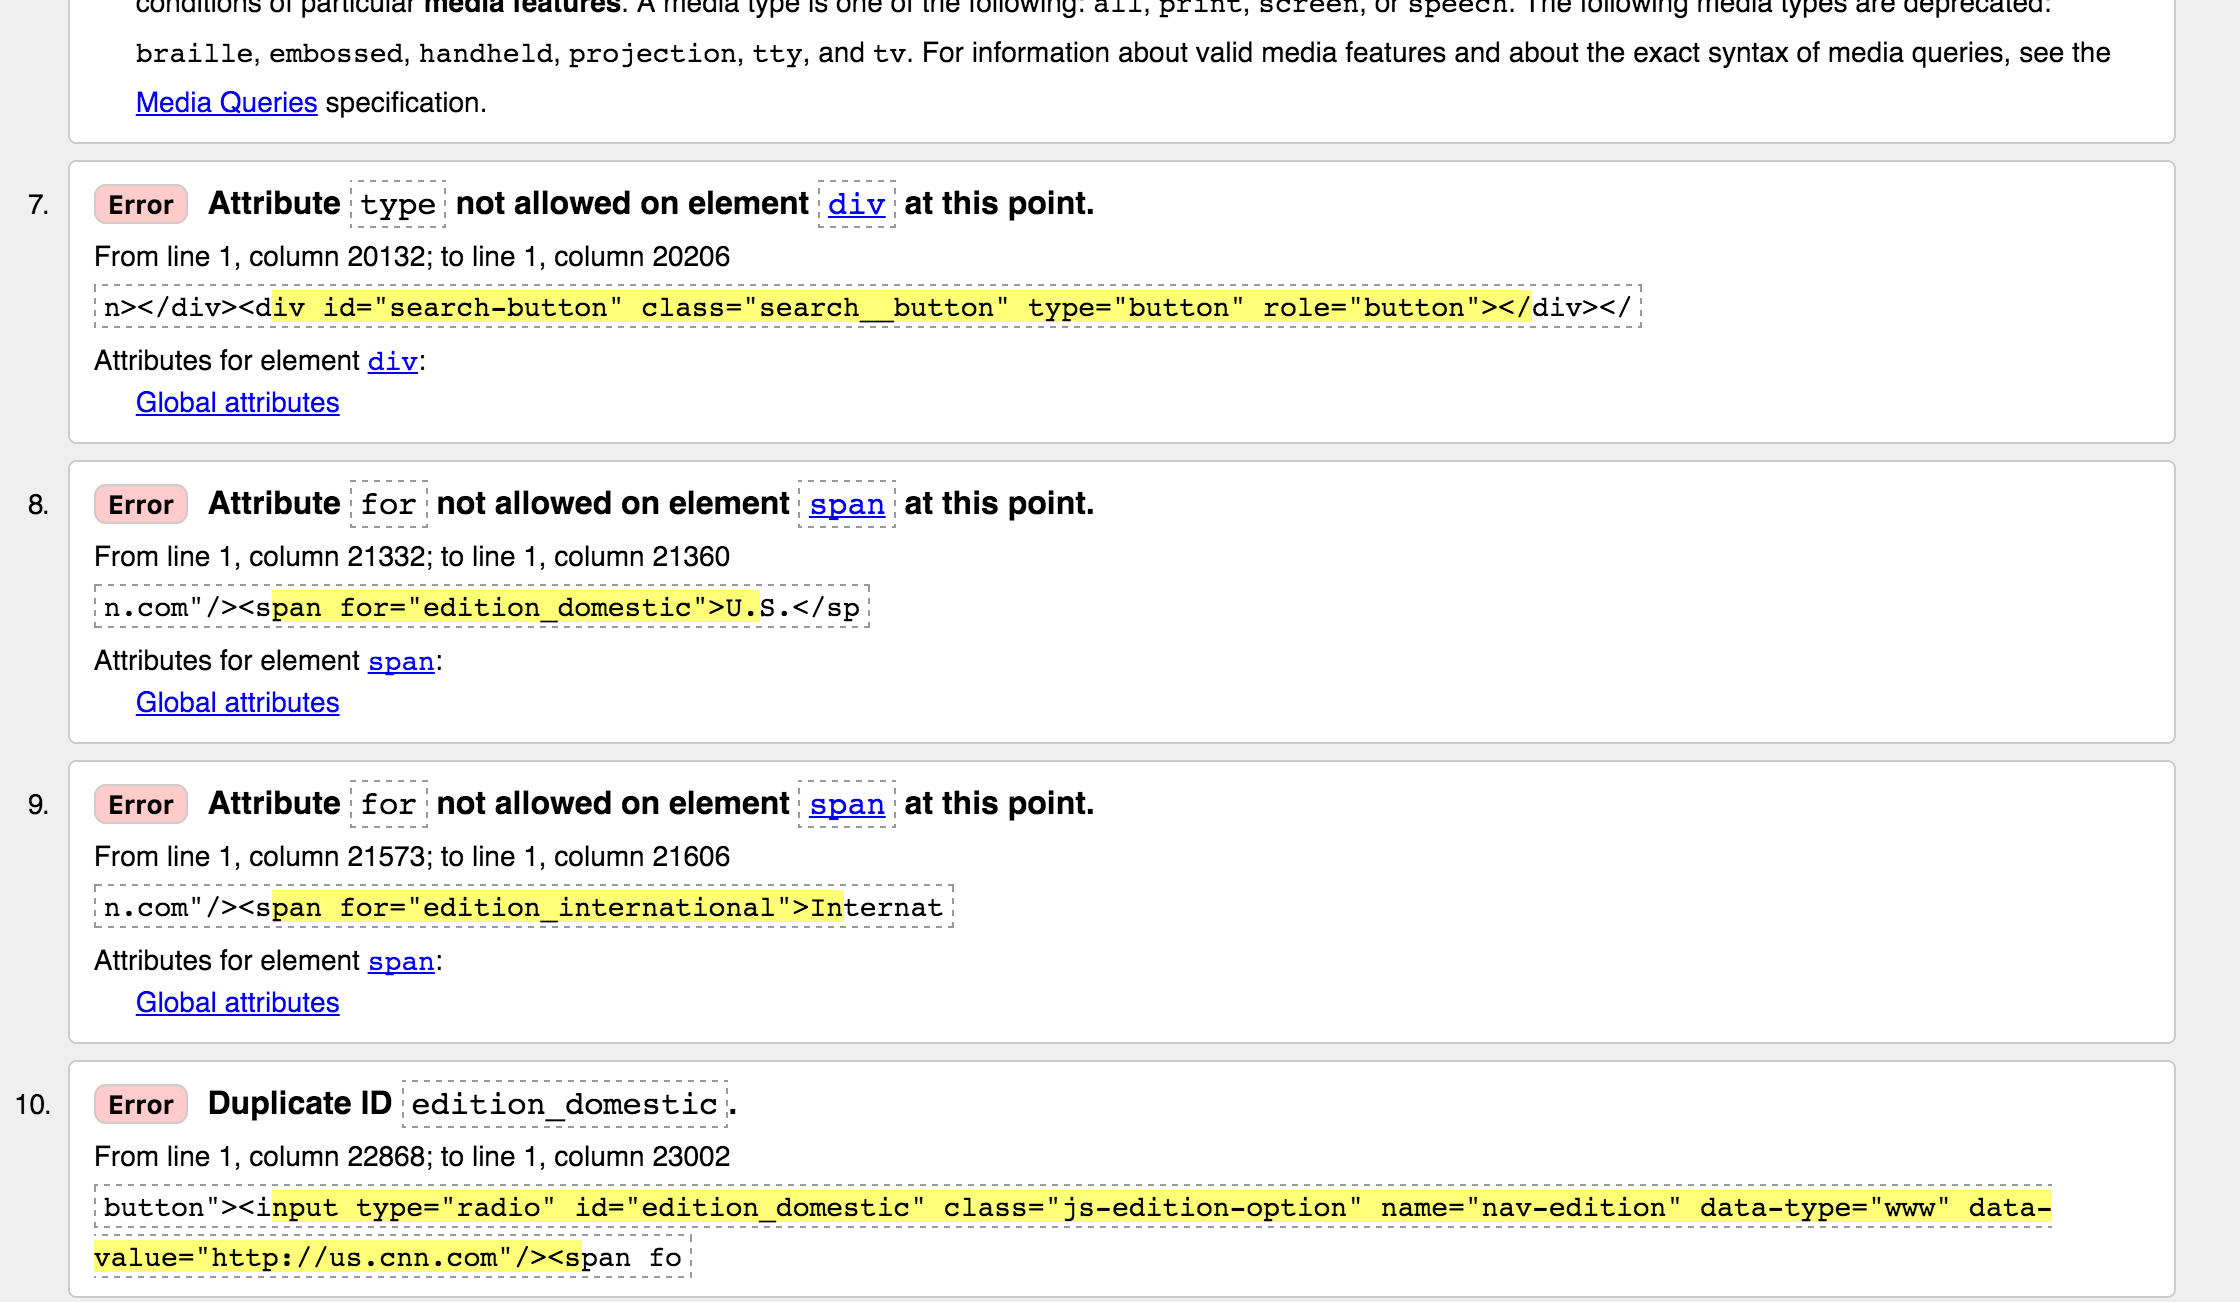 conditions of particular media features. A media type is one of the following: all, print, screen, or speech. The following media types are deprecated:
braille, embossed, handheld, projection, tty, and tv. For information about valid media features and about the exact syntax of media queries, see the
Media Queries specification.
7. Error Attribute type not allowed on element div at this point.
From line 1, column 20132; to line 1, column 20206
n></div><div id="search-button" class="search__button" type="button" role="button"></div></
Attributes for element div:
Global attributes
8. Error Attribute for not allowed on element span at this point.
From line 1, column 21332; to line 1, column 21360
n.com"/><span for="edition_domestic">U.S.</sp
Attributes for element span:
Global attributes
9. Error Attribute for not allowed on element span at this point.
From line 1, column 21573; to line 1, column 21606
n.com"/><span for="edition_international">Internat
Attributes for element span:
Global attributes
10. Error Duplicate ID edition_domestic.
From line 1, column 22868; to line 1, column 23002
button"><input type="radio" id="edition_domestic" class="js-edition-option" name="nav-edition" data-type="www" data-
value="http://us.cnn.com"/><span fo